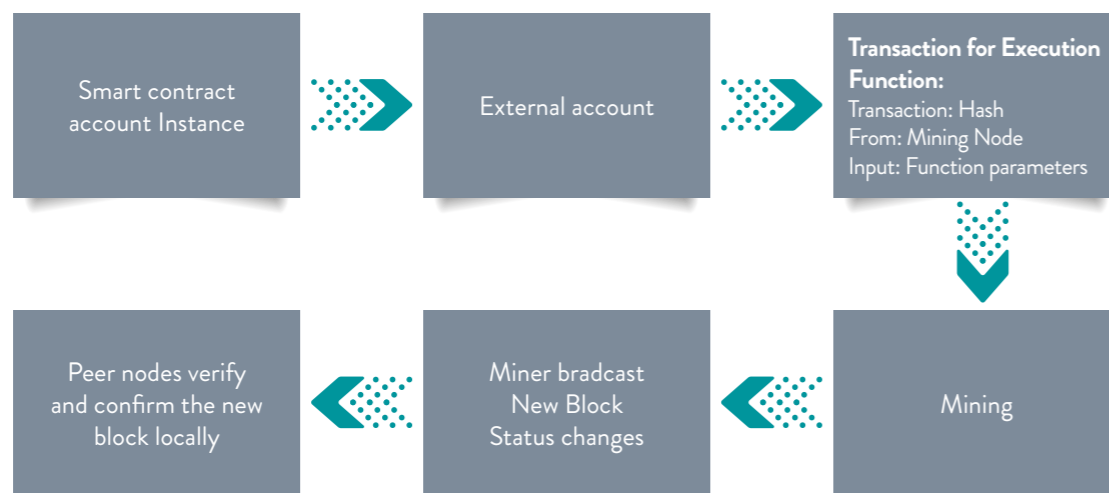 Smart contract
account Instance
External account
Transaction for Execution
Function:
Transaction: Hash
From: Mining Node
Input: Function parameters
Peer nodes verify
and confirm the new
block locally
Miner bradcast
New Block
Status changes
Mining